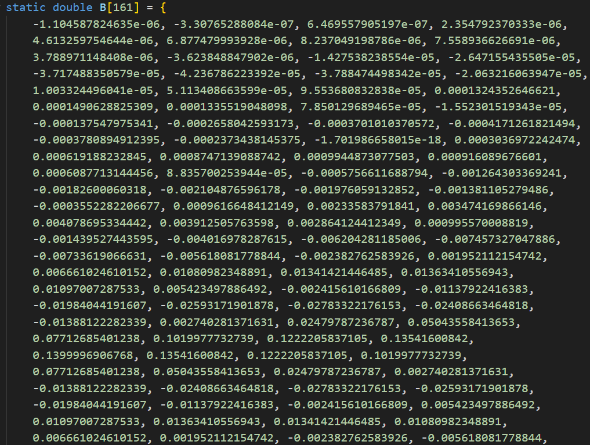 static double B[161] = {
-1.104587824635e-06, -3.30765288084e-07, 6.469557905197e-07, 2.354792370333e-06,
4.613259754644e-06, 6.877479993928e-06, 8.237049198786e-06, 7.558936626691e-06,
3.788971148408e-06, -3.623848847902e-06, -1.427538238554e-05, -2.647155435505e-05,
-3.717488350579e-05, -4.236786223392e-05, -3.788474498342e-05, -2.063216063947e-05,
1.003324496041e-05, 5.113408663599e-05, 9.553680832838e-05, 0.0001324352646621,
0.0001490628825309, 0.0001335519048098, 7.850129689465e-05, -1.552301519343e-05,
-0.000137547975341, -0.0002658042593173, -0.0003701010370572, -0.0004171261821494,
-0.0003780894912395, -0.0002373438145375, -1.701986658015e-18, 0.0003036972242474,
0.000619188232845, 0.0008747139088742, 0.0009944873077503, 0.000916089676601,
0.0006087713144456, 8.835700253944e-05, -0.0005756611688794, -0.001264303369241,
-0.00182600060318, -0.002104876596178, -0.001976059132852, -0.001381105279486,
-0.0003552282206677, 0.0009616648412149, 0.00233583791841, 0.003474169866146,
0.004078695334442, 0.003912505763598, 0.002864124412349, 0.000995570008819,
-0.001439527443595, -0.004016978287615, -0.006204281185006, -0.007457327047886,
-0.00733619066631, -0.005618081778844, -0.002382762583926, 0.001952112154742,
0.006661024610152, 0.01080982348891, 0.01341421446485, 0.01363410556943,
0.01097007287533, 0.005423497886492, -0.002415610166809, -0.01137922416383,
-0.01984044191607, -0.02593171901878, -0.02783322176153, -0.02408663464818,
-0.01388122282339, 0.002740281371631, 0.02479787236787, 0.05043558413653,
0.07712685401238, 0.1019977732739, 0.1222205837105, 0.13541600842,
0.1399996906768, 0.13541600842, 0.1222205837105, 0.1019977732739,
0.07712685401238, 0.05043558413653, 0.02479787236787, 0.002740281371631,
-0.01388122282339, -0.02408663464818, -0.02783322176153, -0.02593171901878,
-0.01984044191607, -0.01137922416383, -0.002415610166809, 0.005423497886492,
0.01097007287533, 0.01363410556943, 0.01341421446485, 0.01080982348891,
0.006661024610152, 0.001952112154742, -0.002382762583926, -0.005618081778844,